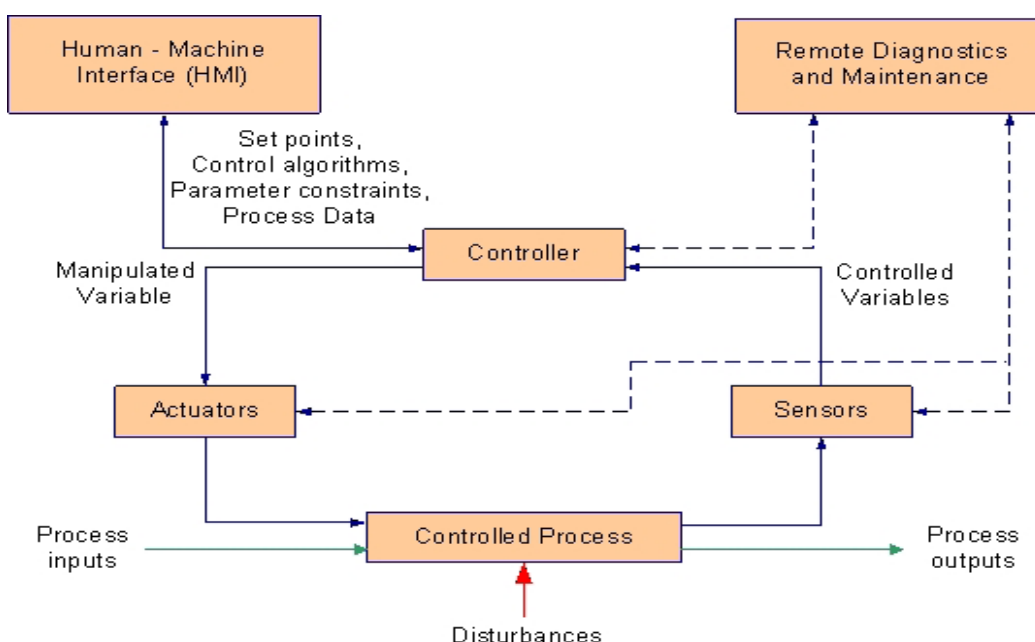 Human - Machine
Interface (HMI)
Remote Diagnostics
and Maintenance
Set points,
Control algorithms,
Parameter constraints,
Process Data
Controller
Manipulated
Variable
Controlled
Variables
Actuators
Sensors
Process
inputs
Controlled Process
Process
outputs
Disturbances